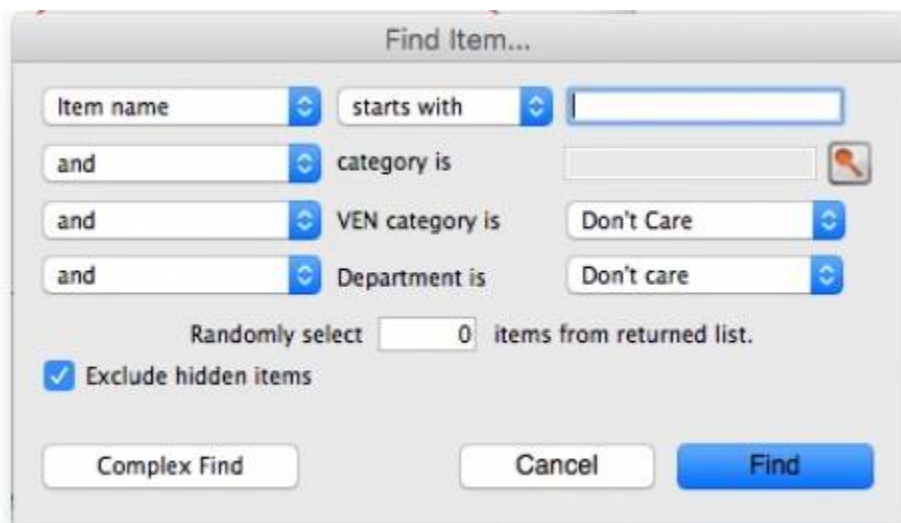 Find Item...
Item name starts with
and category is
and VEN category is Don't Care
and Department is Don't care
Randomly select 0 items from returned list.
Exclude hidden items
Complex Find Cancel Find